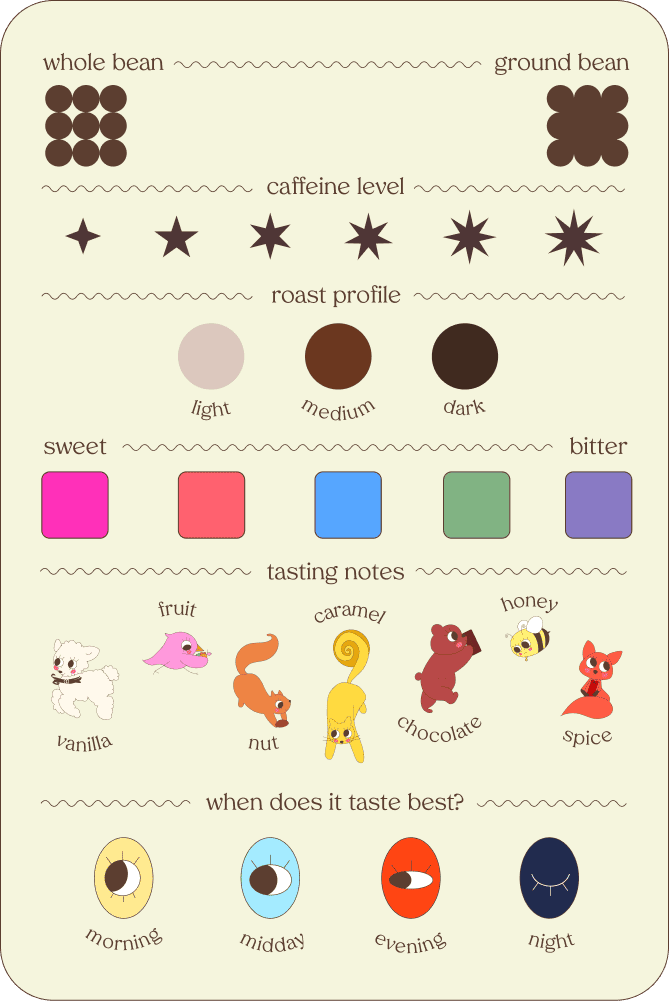 whole bean
ground bean
caffeine level
roast profile
light
medium
dark
sweet
bitter
tasting notes
fruit
caramel
honey
vanilla
nut
chocolate
spice
when does it taste best?
morning
midday
evening
night